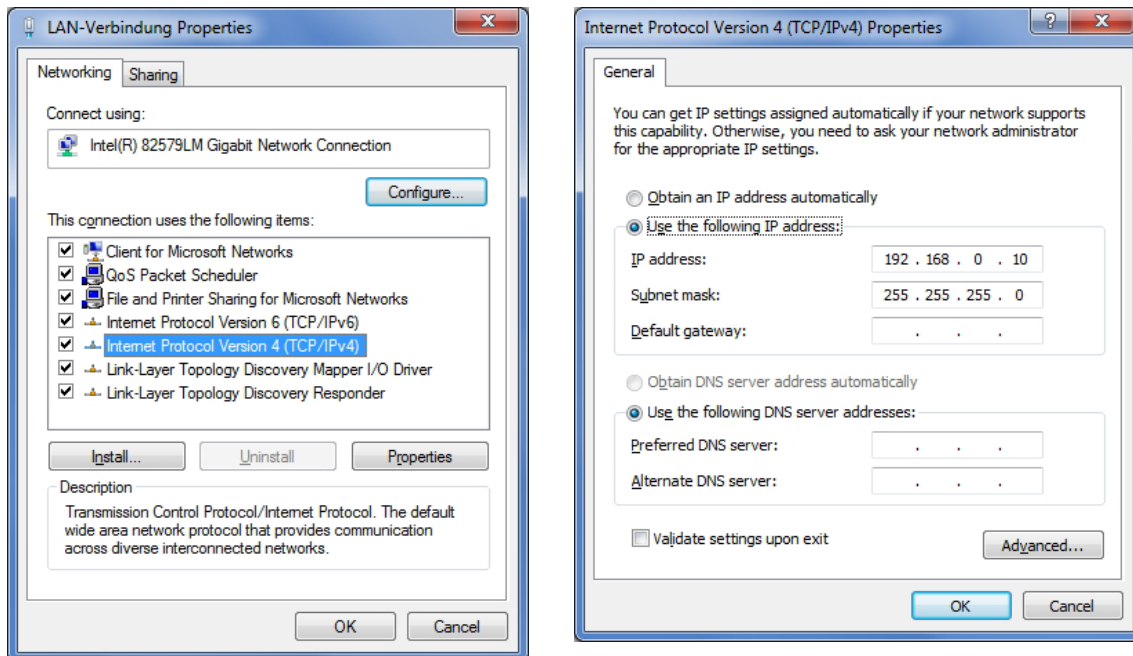 LAN-Verbindung Properties
Networking
Sharing
Connect using:
Intel(R) 82579LM Gigabit Network Connection
Configure...
This connection uses the following items:
Client for Microsoft Networks
QoS Packet Scheduler
File and Printer Sharing for Microsoft Networks
Internet Protocol Version 6 (TCP/IPv6)
Internet Protocol Version 4 (TCP/IPv4)
Link-Layer Topology Discovery Mapper I/O Driver
Link-Layer Topology Discovery Responder
Install...
Uninstall
Properties
Description
Transmission Control Protocol/Internet Protocol. The default
wide area network protocol that provides communication
across diverse interconnected networks.
OK
Cancel
Internet Protocol Version 4 (TCP/IPv4) Properties
General
You can get IP settings assigned automatically if your network supports
this capability. Otherwise, you need to ask your network administrator
for the appropriate IP settings.
Obtain an IP address automatically
Use the following IP address:
IP address: 192 . 168 . 0 . 10
Subnet mask: 255 . 255 . 255 . 0
Default gateway: . . .
Obtain DNS server address automatically
Use the following DNS server addresses:
Preferred DNS server: . . .
Alternate DNS server: . . .
Validate settings upon exit
Advanced...
OK
Cancel